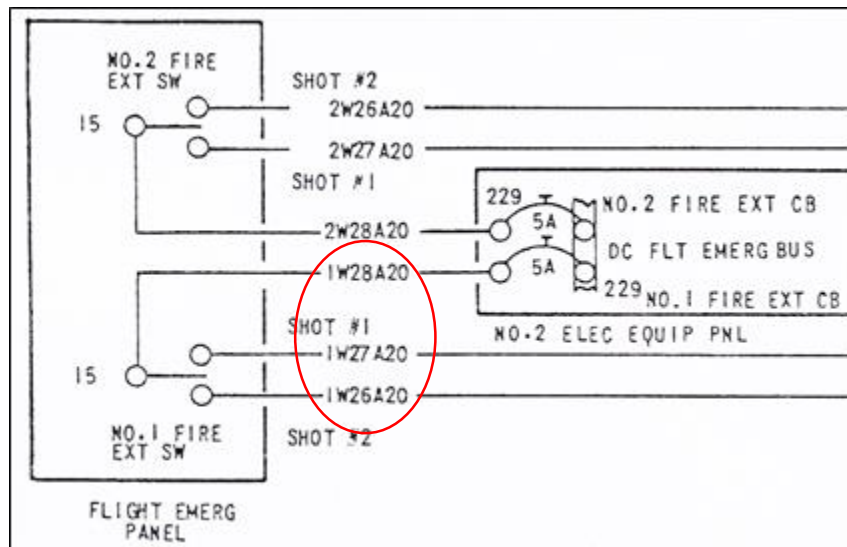 NO.2 FIRE
EXT SW
SHOT #2
2W26A20
15
2W27A20
SHOT #1
229
5A
NO.2 FIRE EXT CB
2W28A20
DC FLT EMERG BUS
1W28A20
5A
229
NO.1 FIRE EXT CB
SHOT #1
NO.2 ELEC EQUIP PNL
1W27A20
15
1W26A20
NO.1 FIRE
EXT SW
SHOT #2
FLIGHT EMERG
PANEL